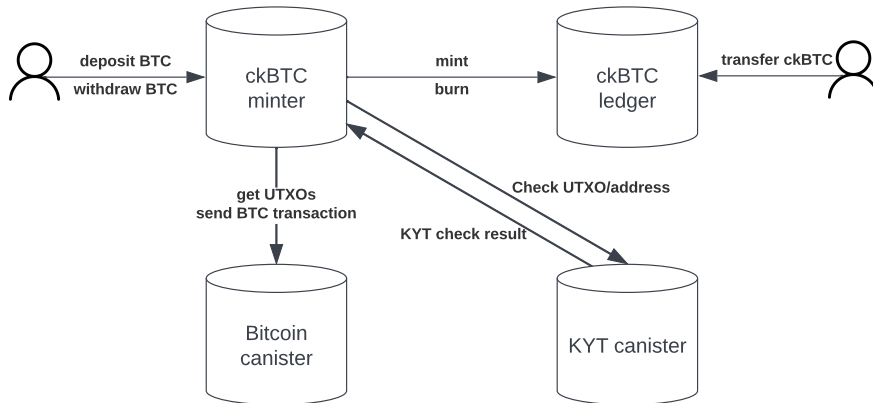 deposit BTC
withdraw BTC
ckBTC
minter
mint
burn
ckBTC
ledger
transfer ckBTC
get UTXOs
send BTC transaction
Check UTXO/address
KYT check result
Bitcoin
canister
KYT canister